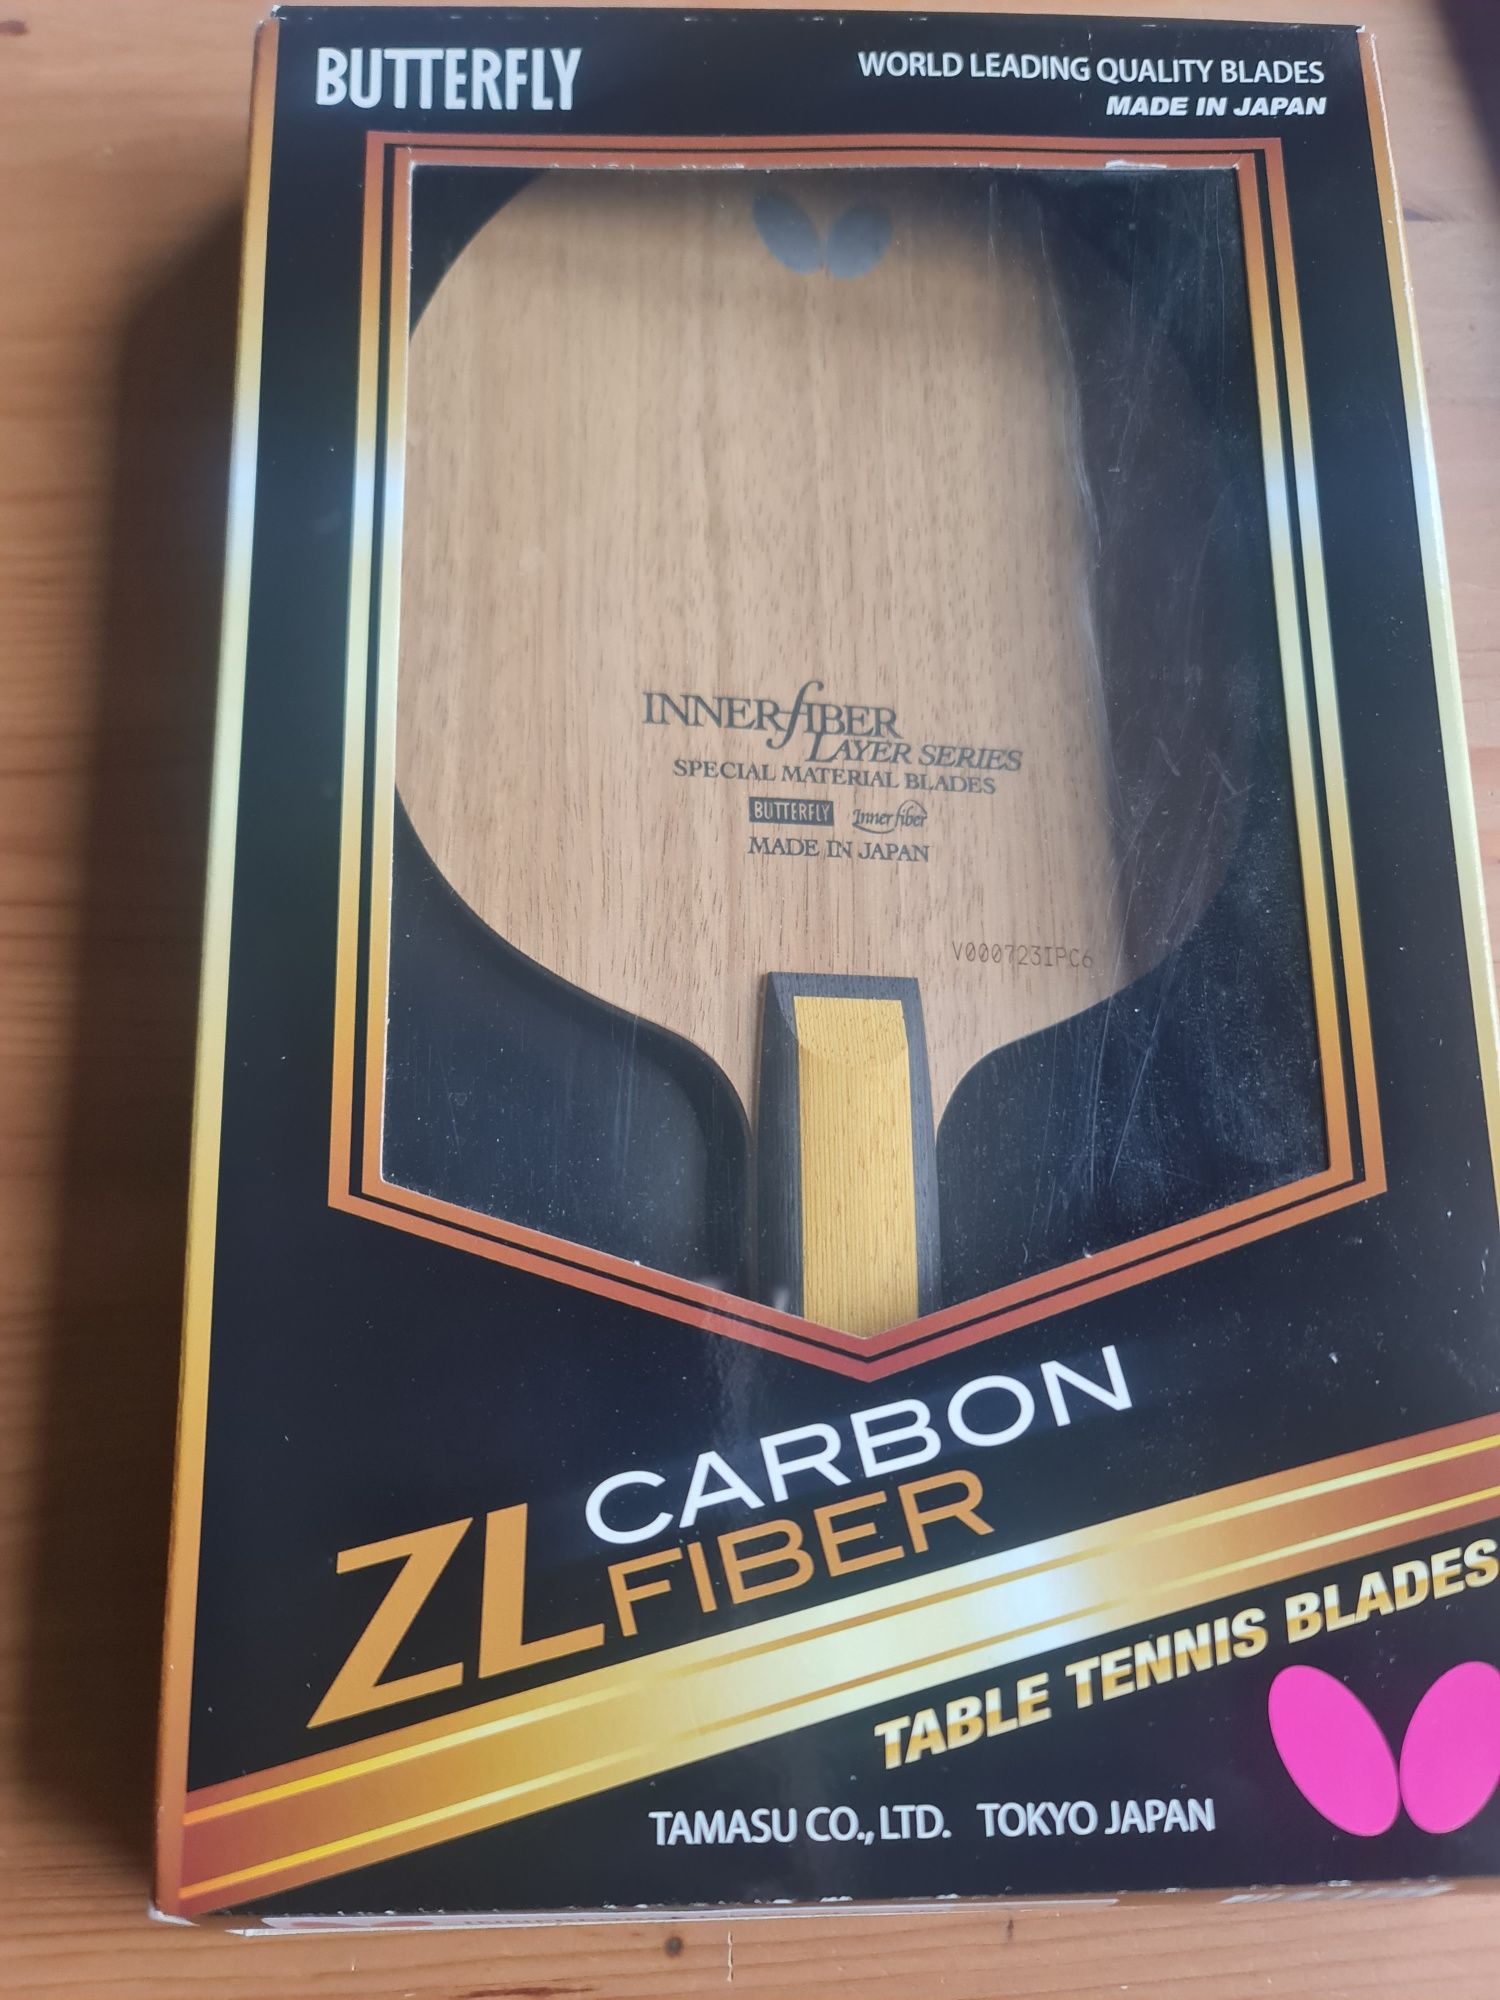 BUTTERFLY
WORLD LEADING QUALITY BLADES
MADE IN JAPAN
INNERfIBER
LAYER SERIES
SPECIAL MATERIAL BLADES
BUTTERFLY Inner fiber
MADE IN JAPAN
V000723IPC6
ZL CARBON
FIBER
TABLE TENNIS BLADES
TAMASU CO., LTD. TOKYO JAPAN